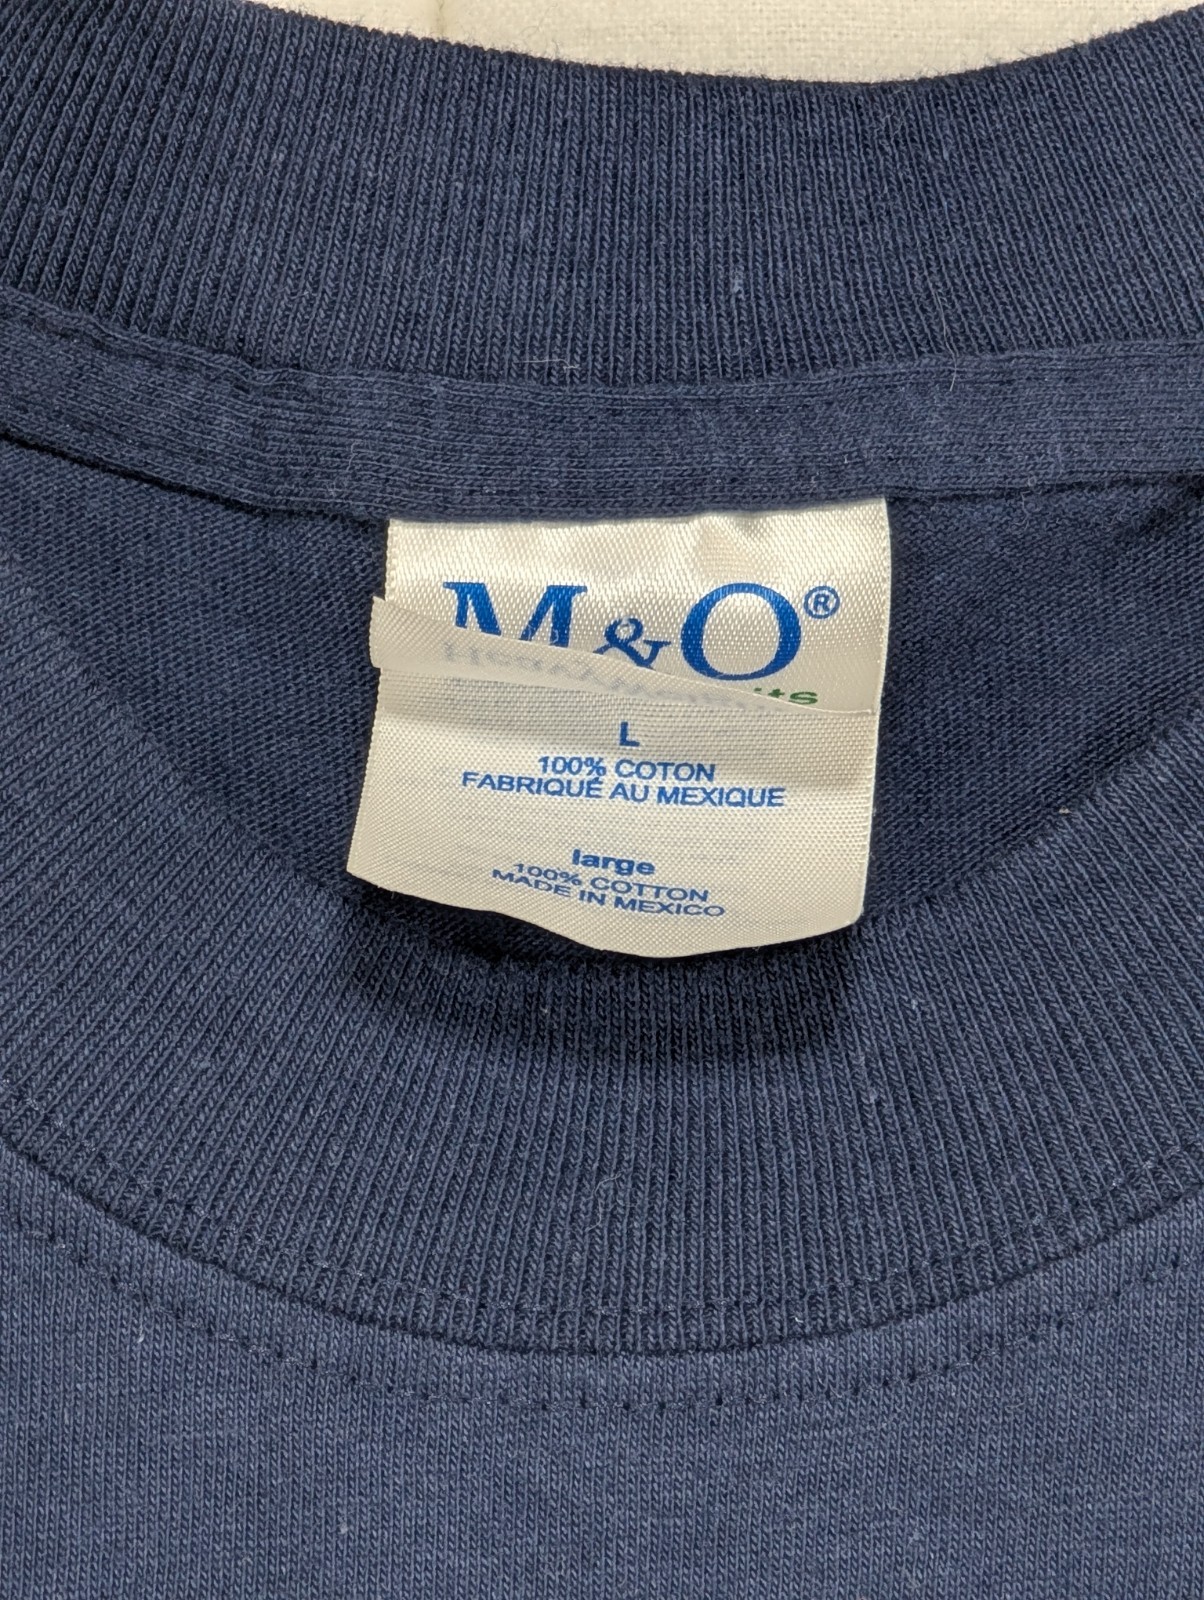 M&O®
L
100% COTON
FABRIQUÉ AU MEXIQUE
large
100% COTTON
MADE IN MEXICO